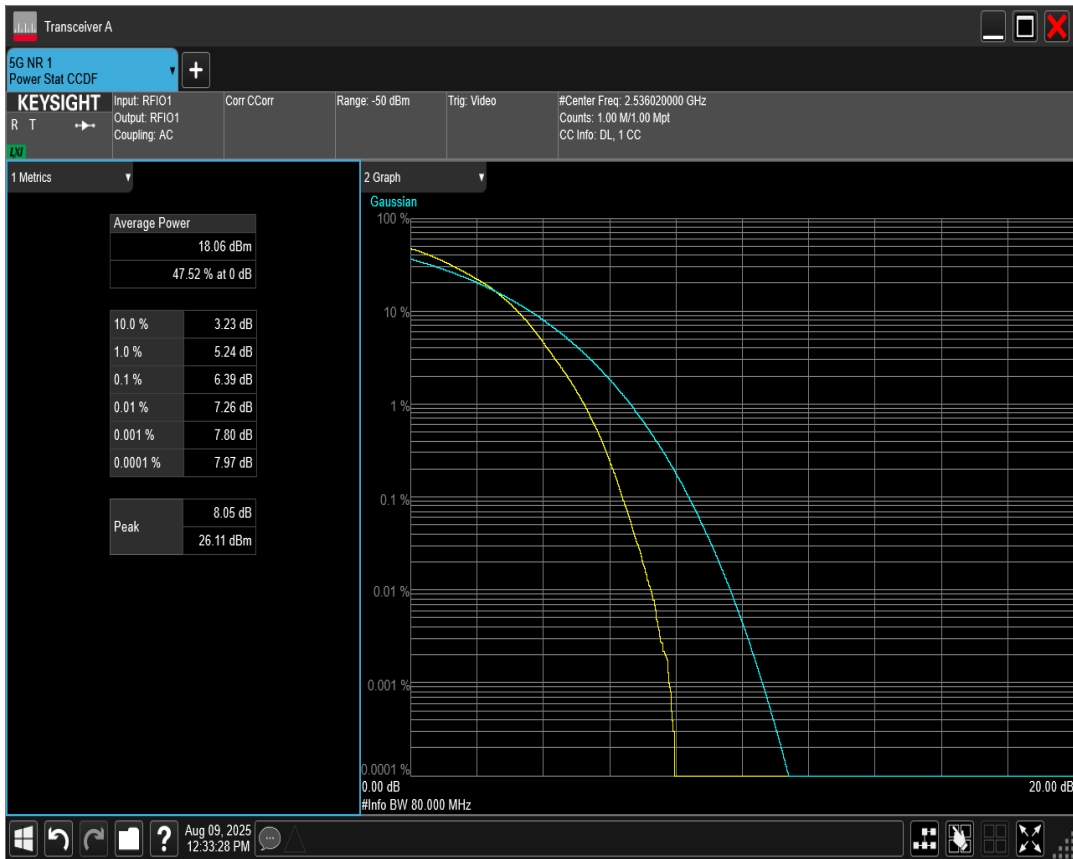 Transceiver A
5G NR 1
Power Stat CCDF
+
KEYSIGHT
R T
LXI
Input: RFIO1
Output: RFIO1
Coupling: AC
Corr CCorr
Range: -50 dBm
Trig: Video
#Center Freq: 2.536020000 GHz
Counts: 1.00 M/1.00 Mpt
CC Info: DL, 1 CC
1 Metrics
Average Power
18.06 dBm
47.52 % at 0 dB
10.0 % 3.23 dB
1.0 % 5.24 dB
0.1 % 6.39 dB
0.01 % 7.26 dB
0.001 % 7.80 dB
0.0001 % 7.97 dB
Peak
8.05 dB
26.11 dBm
2 Graph
Gaussian
100 %
10 %
1 %
0.1 %
0.01 %
0.001 %
0.0001 %
0.00 dB
20.00 dB
#Info BW 80.000 MHz
?
Aug 09, 2025
12:33:28 PM